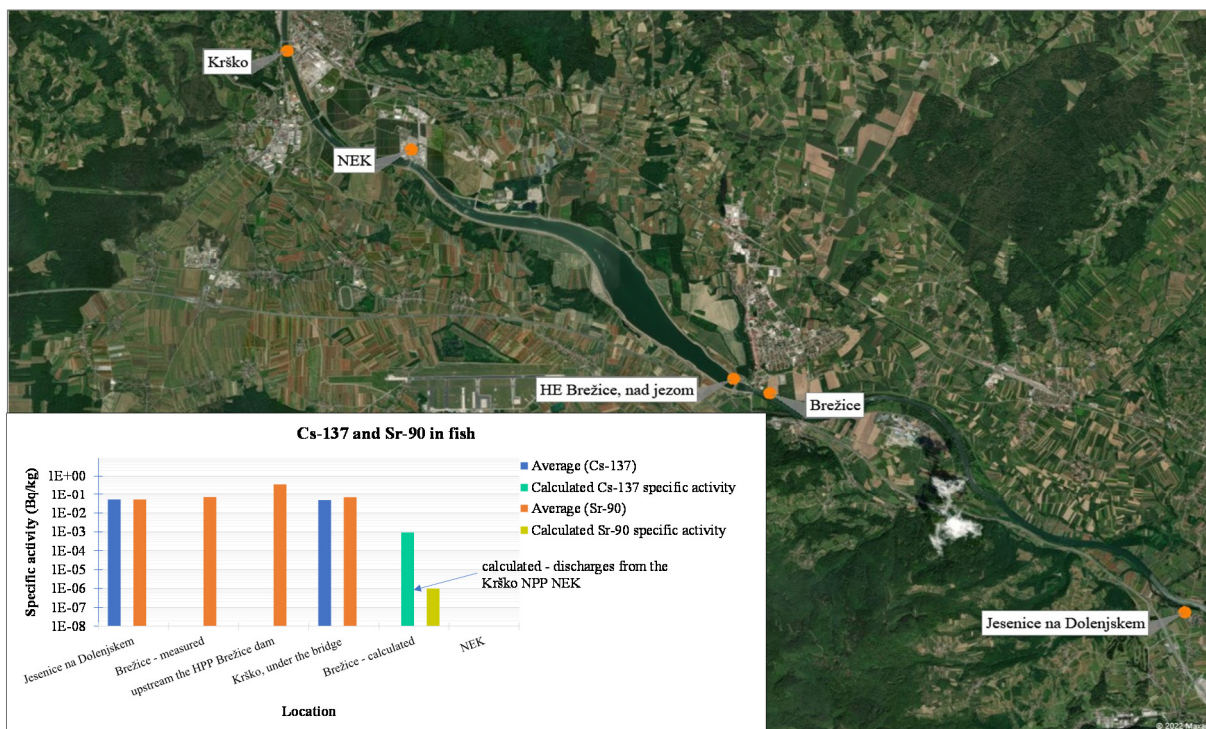 Krško
NEK
HE Brežice, nad jezom
Brežice
Jesenice na Dolenjskem
Cs-137 and Sr-90 in fish
Specific activity (Bq/kg)
1E+00
1E-01
1E-02
1E-03
1E-04
1E-05
1E-06
1E-07
1E-08
Average (Cs-137)
Calculated Cs-137 specific activity
Average (Sr-90)
Calculated Sr-90 specific activity
calculated - discharges from the
Krško NPP NEK
Jesenice na Dolenjskem
Brežice - measured
upstream the HPP Brežice dam
Krško, under the bridge
Brežice - calculated
NEK
Location
© 2022 Maxar